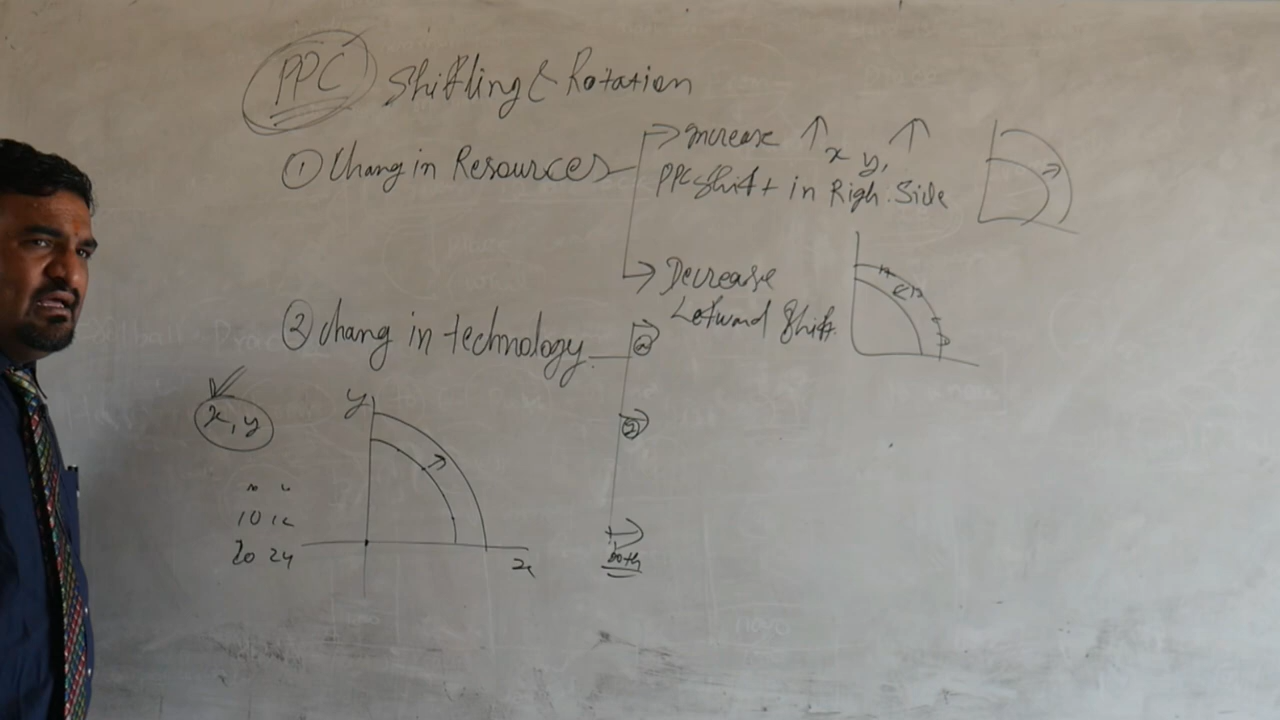 PPC Shiftling & Rotation
① Chang in Resources
→ Increase ↑ x y, ↑
PPC Shift in Righ. Side
→ Decrease
Leftward Shift.
② Chang in technology.
x, y
y
10 12
20 24
x
both